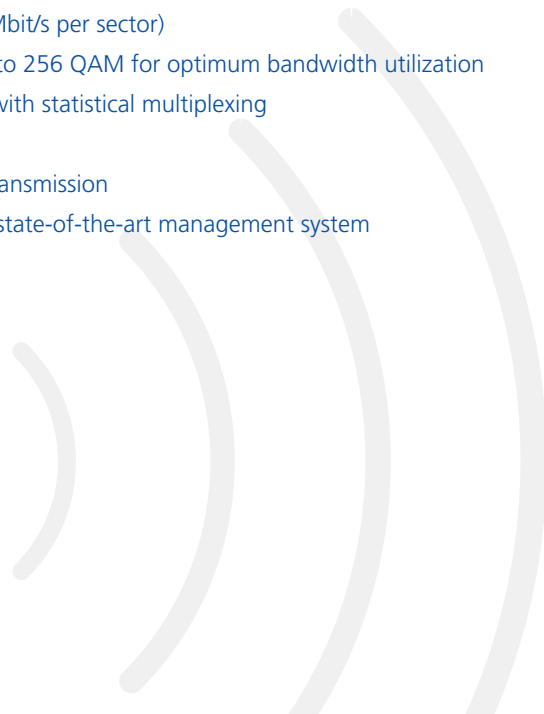 Mbit/s per sector)
to 256 QAM for optimum bandwidth utilization
with statistical multiplexing
ansmission
state-of-the-art management system